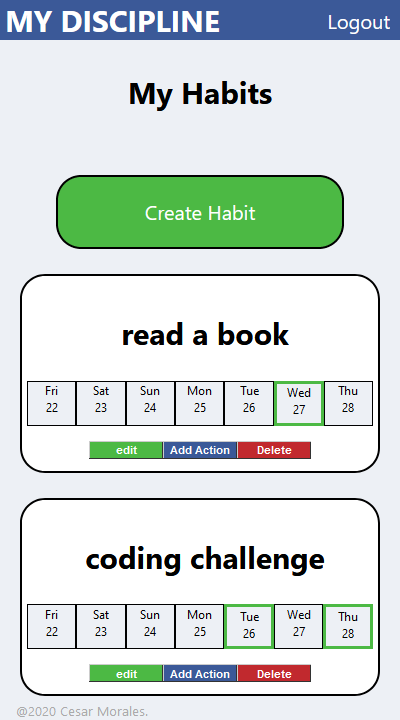 MY DISCIPLINE Logout
My Habits
Create Habit
read a book
Fri Sat Sun Mon Tue Wed Thu
22 23 24 25 26 27 28
edit Add Action Delete
coding challenge
Fri Sat Sun Mon Tue Wed Thu
22 23 24 25 26 27 28
edit Add Action Delete
@2020 Cesar Morales.